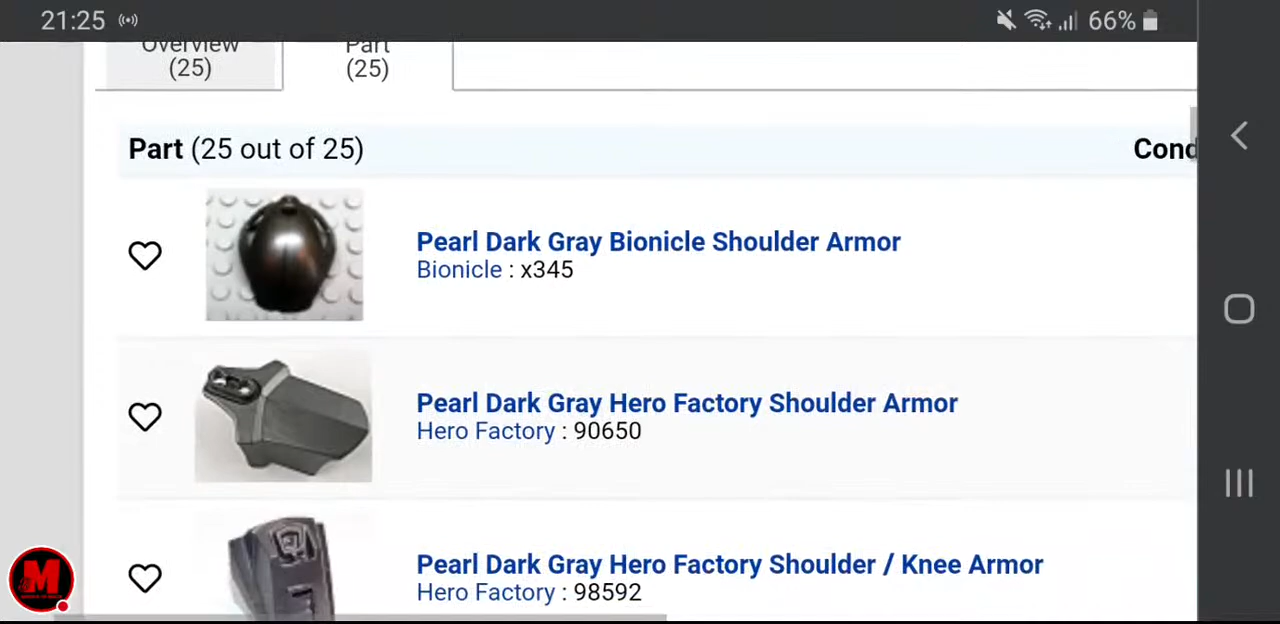 21:25
66%
Overview
(25)
Part
(25)
Part (25 out of 25)
Cond
Pearl Dark Gray Bionicle Shoulder Armor
Bionicle : x345
Pearl Dark Gray Hero Factory Shoulder Armor
Hero Factory : 90650
Pearl Dark Gray Hero Factory Shoulder / Knee Armor
Hero Factory : 98592
M